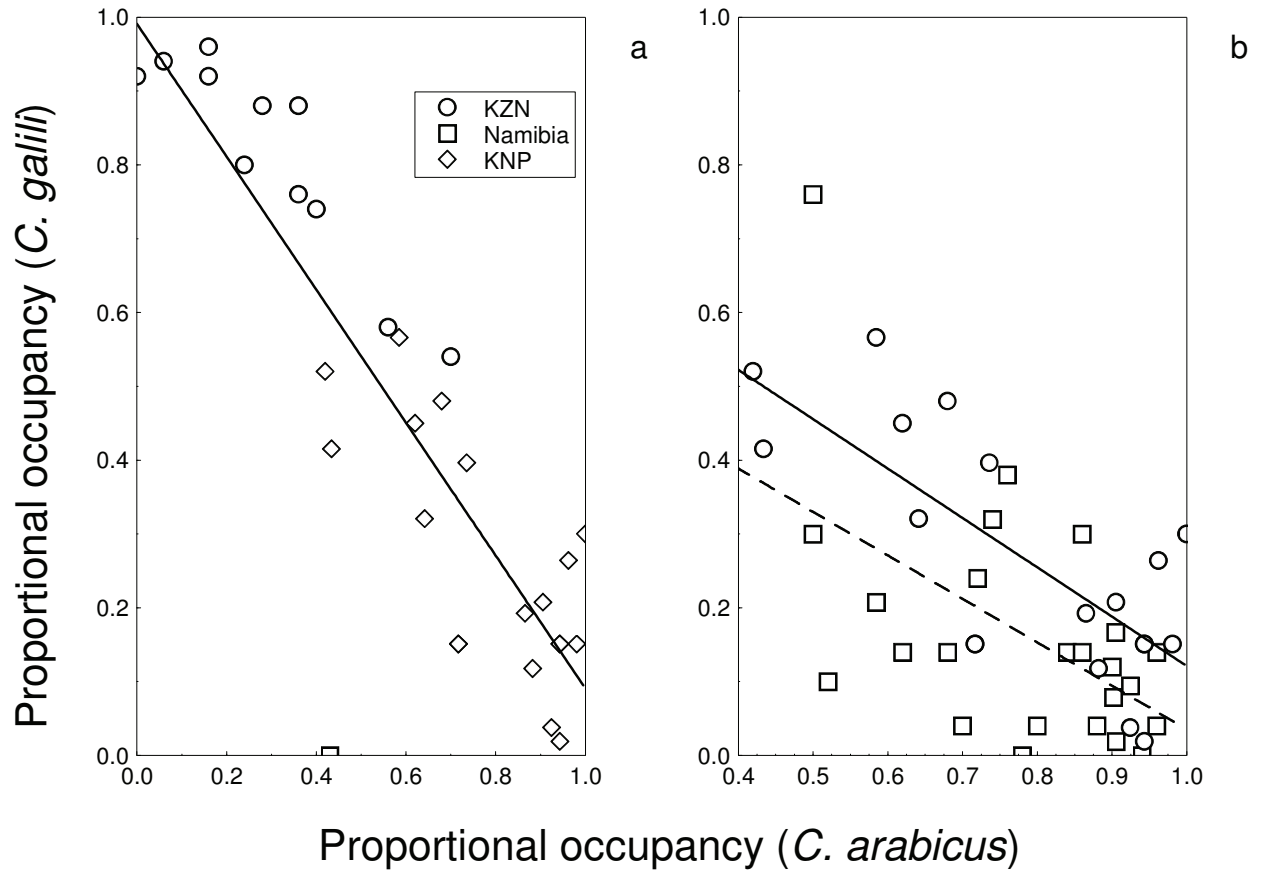 Proportional occupancy (C. galili)
1.0
0.8
0.6
0.4
0.2
0.0
0.0 0.2 0.4 0.6 0.8 1.0
a
KZN
Namibia
KNP
1.0
0.8
0.6
0.4
0.2
0.0
0.4 0.5 0.6 0.7 0.8 0.9 1.0
b
Proportional occupancy (C. arabicus)